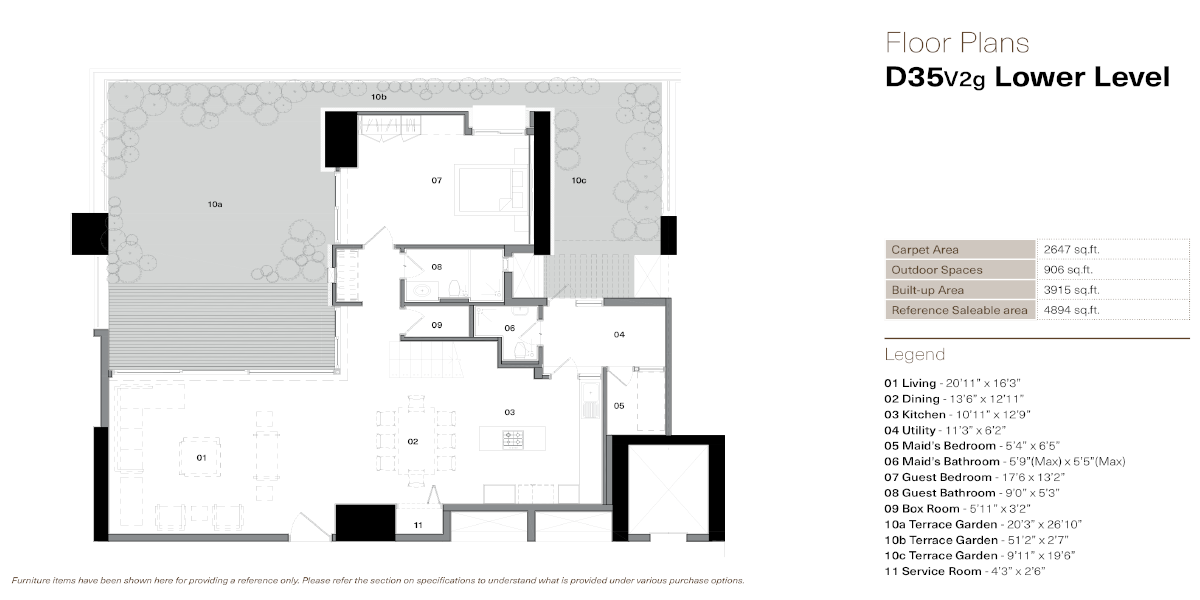 Floor Plans
D35V2g Lower Level
10b
07
10c
10a
08
09
06
04
05
03
02
01
11
Carpet Area 2647 sq.ft.
Outdoor Spaces 906 sq.ft.
Built-up Area 3915 sq.ft.
Reference Saleable area 4894 sq.ft.
Legend
01 Living - 20'11" x 16'3"
02 Dining - 13'6" x 12'11"
03 Kitchen - 10'11" x 12'9"
04 Utility - 11'3" x 6'2"
05 Maid's Bedroom - 5'4" x 6'5"
06 Maid's Bathroom - 5'9"(Max) x 5'5"(Max)
07 Guest Bedroom - 17'6 x 13'2"
08 Guest Bathroom - 9'0" x 5'3"
09 Box Room - 5'11" x 3'2"
10a Terrace Garden - 20'3" x 26'10"
10b Terrace Garden - 51'2" x 2'7"
10c Terrace Garden - 9'11" x 19'6"
11 Service Room - 4'3" x 2'6"
Furniture items have been shown here for providing a reference only. Please refer the section on specifications to understand what is provided under various purchase options.